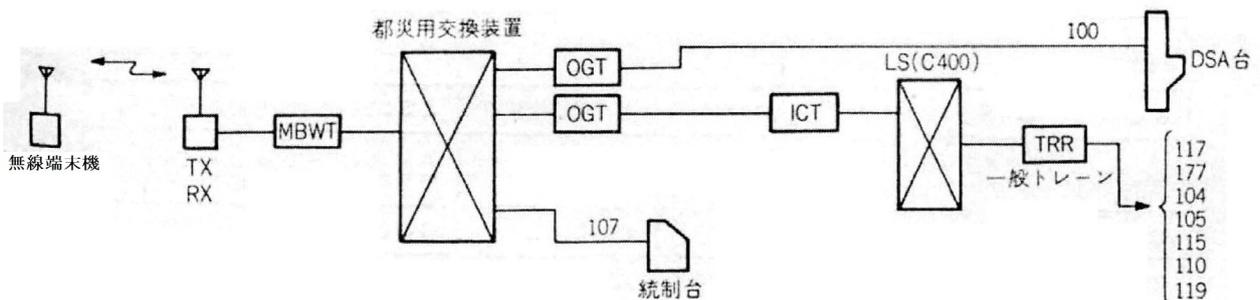 都災用交換装置
無線端末機
TX
RX
MBWT
OGT
OGT
100
DSA台
ICT
LS(C400)
TRR
一般トレーン
117
177
104
105
115
110
119
107
統制台